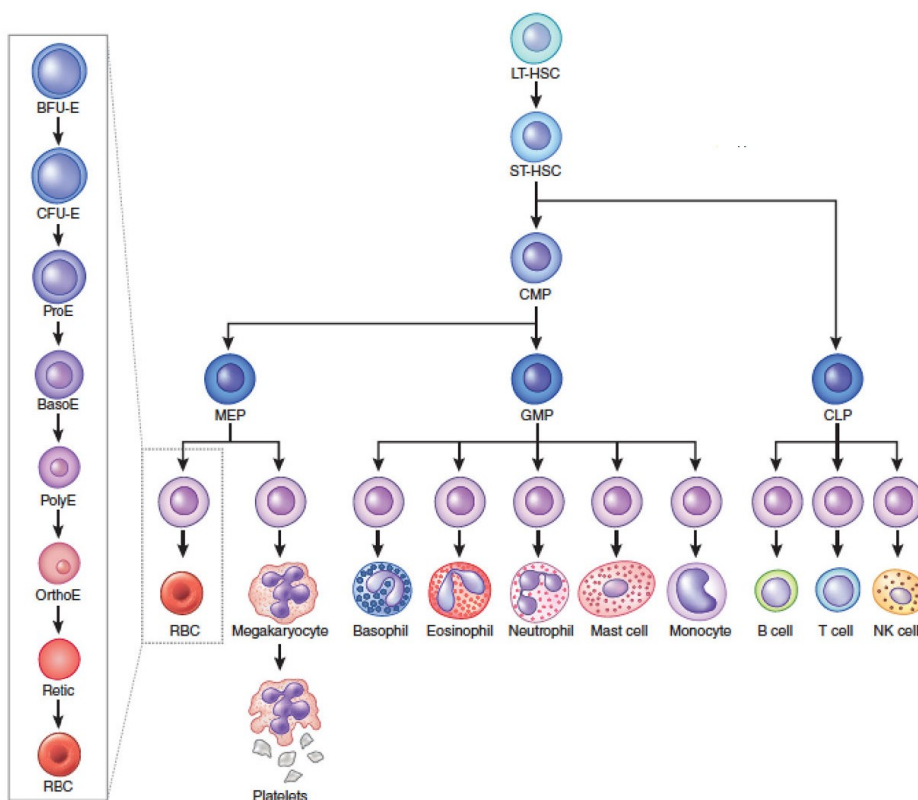 LT-HSC
ST-HSC
CMP
MEP
GMP
CLP
RBC
Megakaryocyte
Basophil
Eosinophil
Neutrophil
Mast cell
Monocyte
B cell
T cell
NK cell
Platelets
BFU-E
CFU-E
ProE
BasoE
PolyE
OrthoE
Retic
RBC